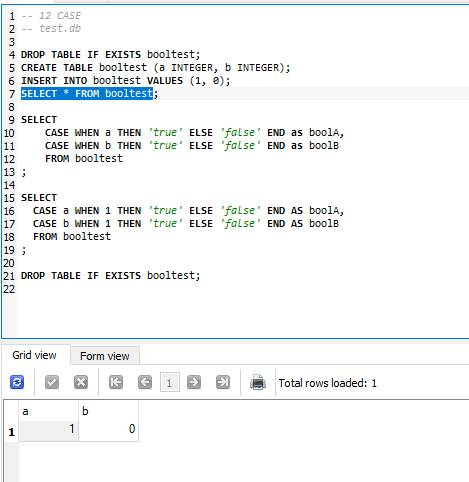 1 -- 12 CASE
2 -- test.db
3
4 DROP TABLE IF EXISTS booltest;
5 CREATE TABLE booltest (a INTEGER, b INTEGER);
6 INSERT INTO booltest VALUES (1, 0);
7 SELECT * FROM booltest;
8
9 SELECT
10 CASE WHEN a THEN 'true' ELSE 'false' END as boolA,
11 CASE WHEN b THEN 'true' ELSE 'false' END as boolB
12 FROM booltest
13 ;
14
15 SELECT
16 CASE a WHEN 1 THEN 'true' ELSE 'false' END AS boolA,
17 CASE b WHEN 1 THEN 'true' ELSE 'false' END AS boolB
18 FROM booltest
19 ;
20
21 DROP TABLE IF EXISTS booltest;
22
Grid view Form view
1 Total rows loaded: 1
a b
1 1 0